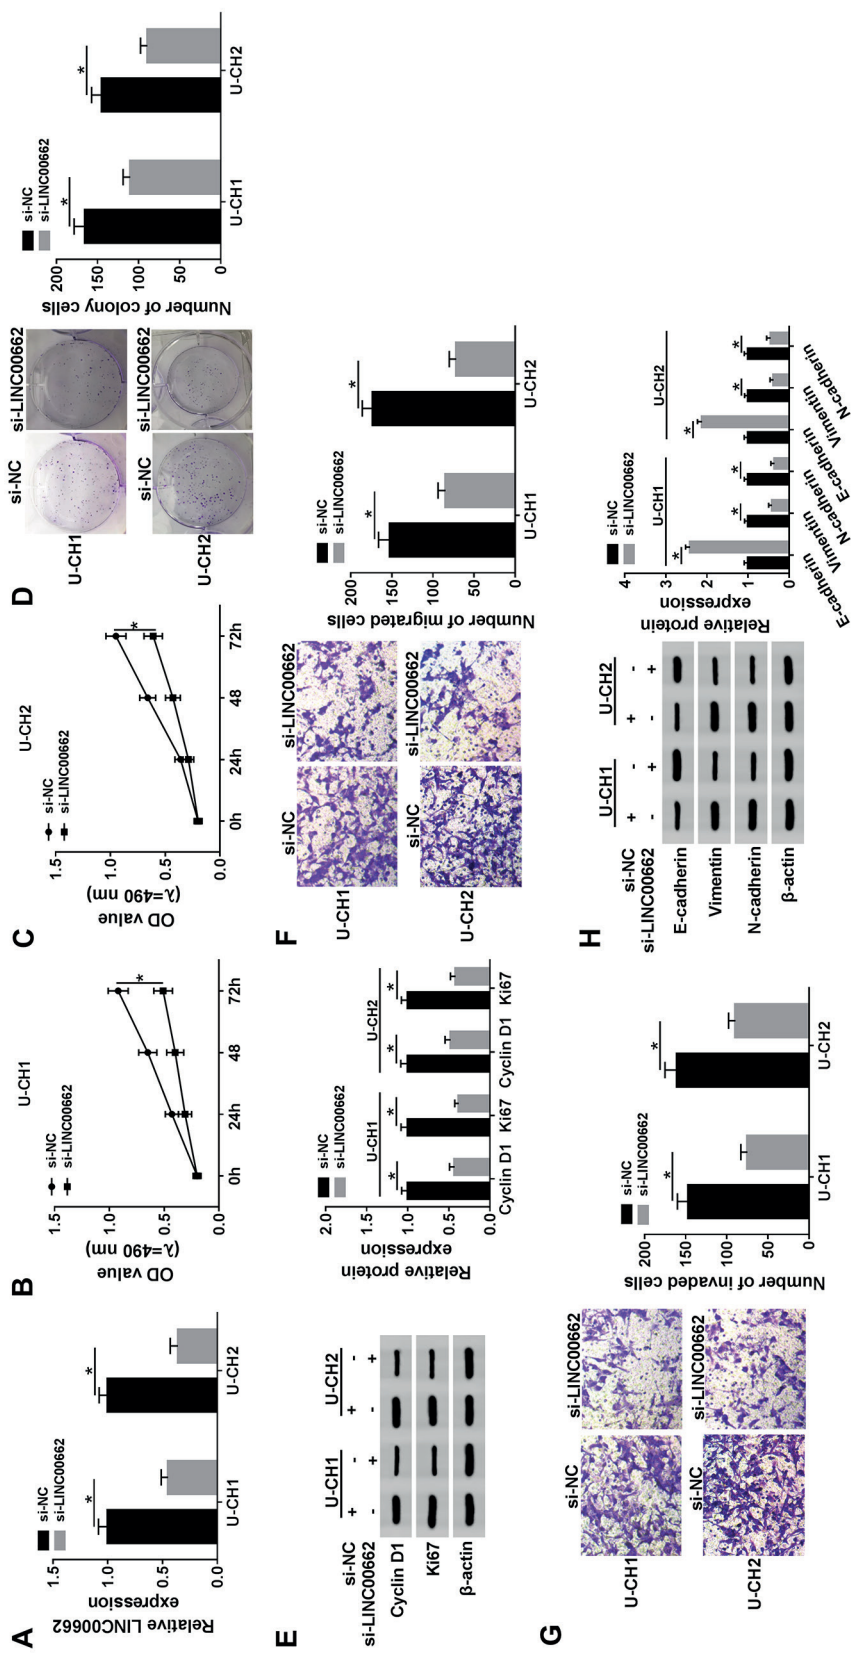 A
Relative LINC00662
expression
1.5
1.0
0.5
0.0
si-NC
si-LINC00662
*
*
U-CH1
U-CH2
B
U-CH1
OD value
(λ=490 nm)
1.5
1.0
0.5
0.0
si-NC
si-LINC00662
*
0h
24h
48
72h
C
U-CH2
OD value
(λ=490 nm)
1.5
1.0
0.5
0.0
si-NC
si-LINC00662
*
0h
24h
48
72h
D
si-NC
si-LINC00662
U-CH1
si-NC
si-LINC00662
U-CH2
Number of colony cells
200
150
100
50
0
si-NC
si-LINC00662
*
*
U-CH1
U-CH2
E
U-CH1
U-CH2
si-NC + - + -
si-LINC00662 - + - +
Cyclin D1
Ki67
β-actin
Relative protein
expression
2.0
1.5
1.0
0.5
0.0
si-NC
si-LINC00662
U-CH1
U-CH2
*
*
*
*
Cyclin D1
Ki67
Cyclin D1
Ki67
F
si-NC
si-LINC00662
U-CH1
si-NC
si-LINC00662
U-CH2
Number of migrated cells
200
150
100
50
0
si-NC
si-LINC00662
*
*
U-CH1
U-CH2
G
si-NC
si-LINC00662
U-CH1
si-NC
si-LINC00662
U-CH2
Number of invaded cells
200
150
100
50
0
si-NC
si-LINC00662
*
*
U-CH1
U-CH2
H
U-CH1
U-CH2
si-NC + - + -
si-LINC00662 - + - +
E-cadherin
Vimentin
N-cadherin
β-actin
Relative protein
expression
4
3
2
1
0
si-NC
si-LINC00662
U-CH1
U-CH2
*
*
*
*
*
*
E-cadherin
Vimentin
N-cadherin
E-cadherin
Vimentin
N-cadherin